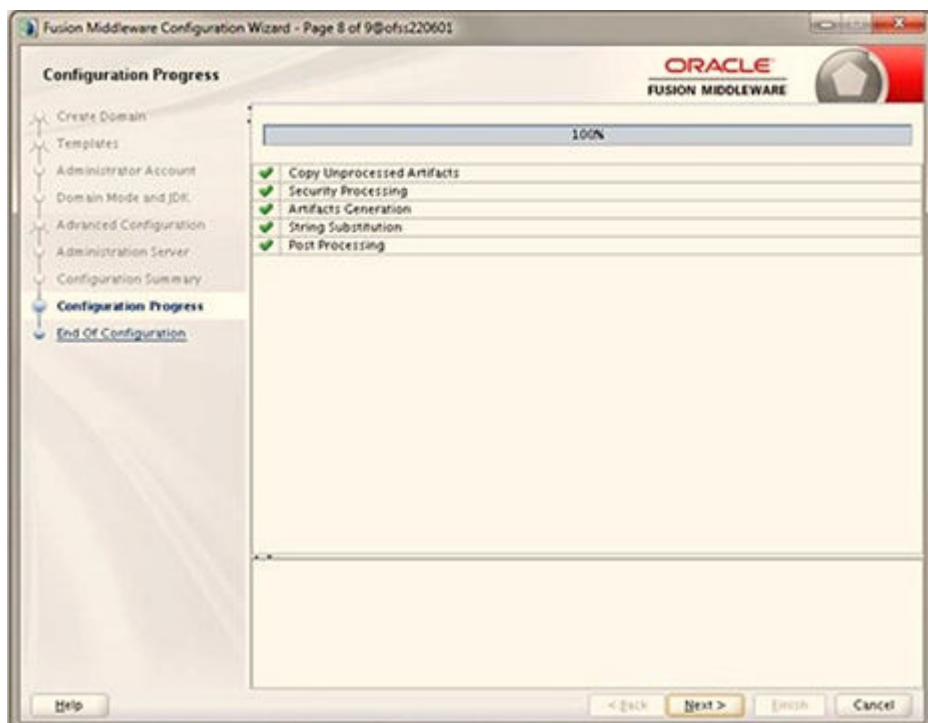 Fusion Middleware Configuration Wizard - Page 8 of 9@ofss220601
Configuration Progress
ORACLE
FUSION MIDDLEWARE
Create Domain
Templates
Administrator Account
Domain Mode and JDK
Advanced Configuration
Administration Server
Configuration Summary
Configuration Progress
End Of Configuration
100%
Copy Unprocessed Artifacts
Security Processing
Artifacts Generation
String Substitution
Post Processing
Help
< Back
Next >
Finish
Cancel